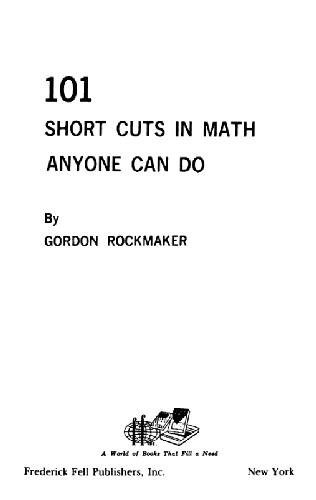 101
SHORT CUTS IN MATH
ANYONE CAN DO
By
GORDON ROCKMAKER
A World of Books That Fill a Need
Frederick Fell Publishers, Inc. New York